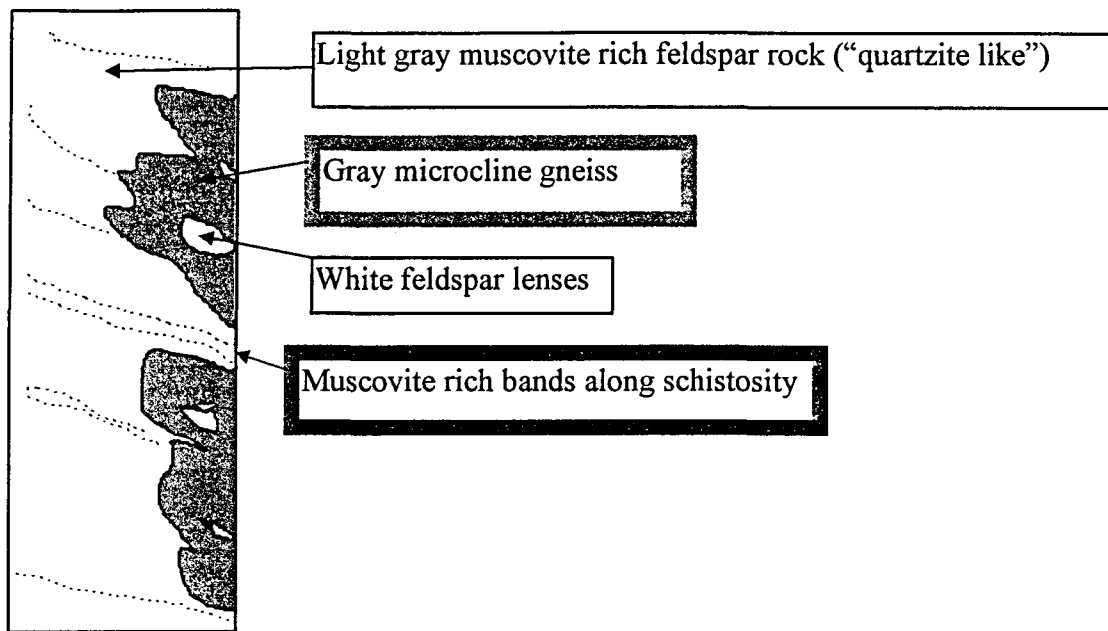 Light gray muscovite rich feldspar rock (“quartzite like”)
Gray microcline gneiss
White feldspar lenses
Muscovite rich bands along schistosity